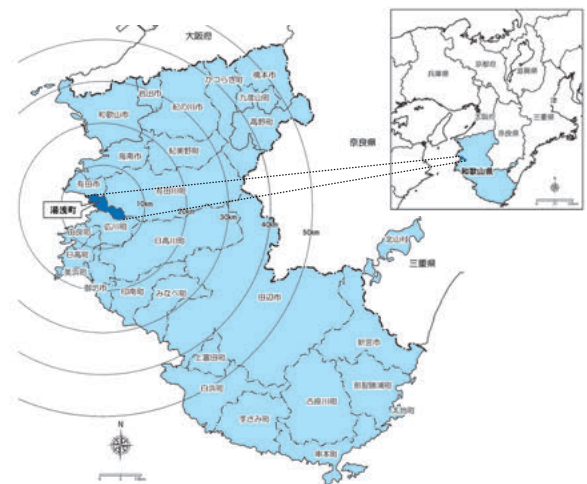 大阪府
かつらぎ町
橋本市
岩出市
紀の川市
九度山町
和歌山市
高野町
海南市
紀美野町
奈良県
有田市
有田川町
湯浅町
10km
20km
30km
40km
50km
広川町
由良町
日高川町
日高町
美浜町
御坊市
印南町
みなべ町
田辺市
北山村
三重県
新宮市
上富田町
白浜町
那智勝浦町
古座川町
太地町
すさみ町
串本町
N
京都府
兵庫県
滋賀県
大阪府
三重県
奈良県
和歌山県